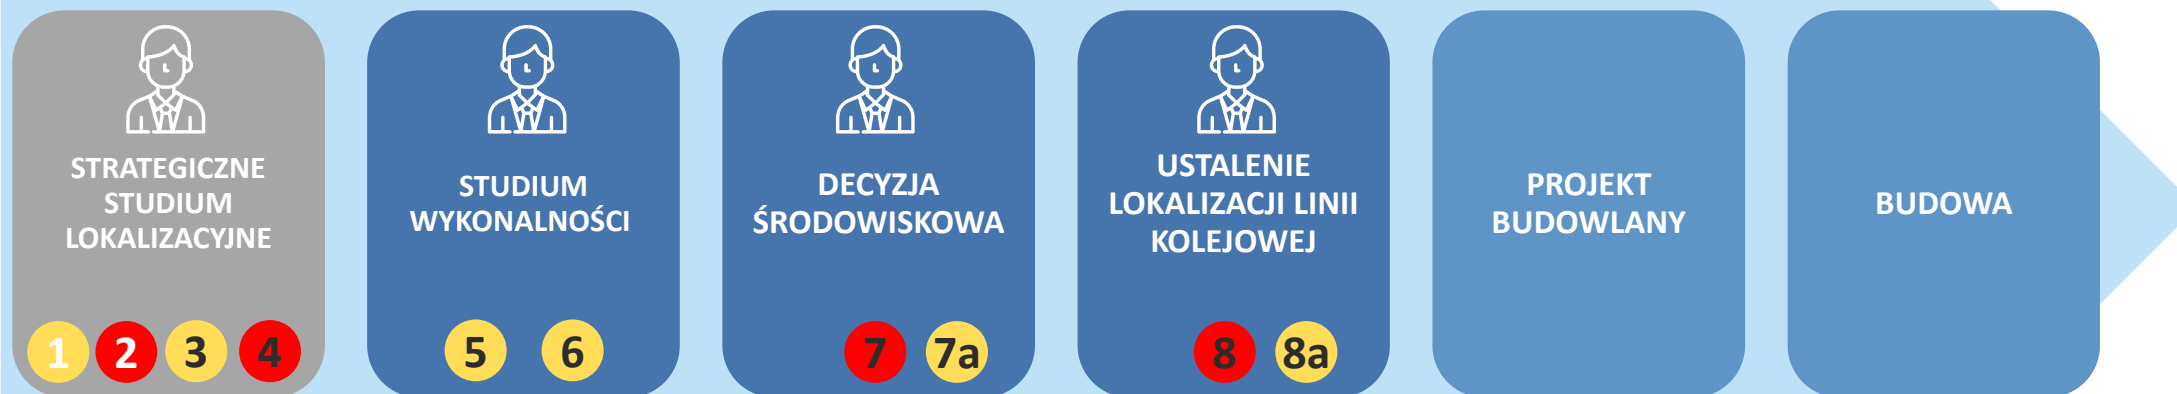 STRATEGICZNE
STUDIUM
LOKALIZACYJNE
1 2 3 4
STUDIUM
WYKONALNOŚCI
5 6
DECYZJA
ŚRODOWISKOWA
7 7a
USTALENIE
LOKALIZACJI LINII
KOLEJOWEJ
8 8a
PROJEKT
BUDOWLANY
BUDOWA